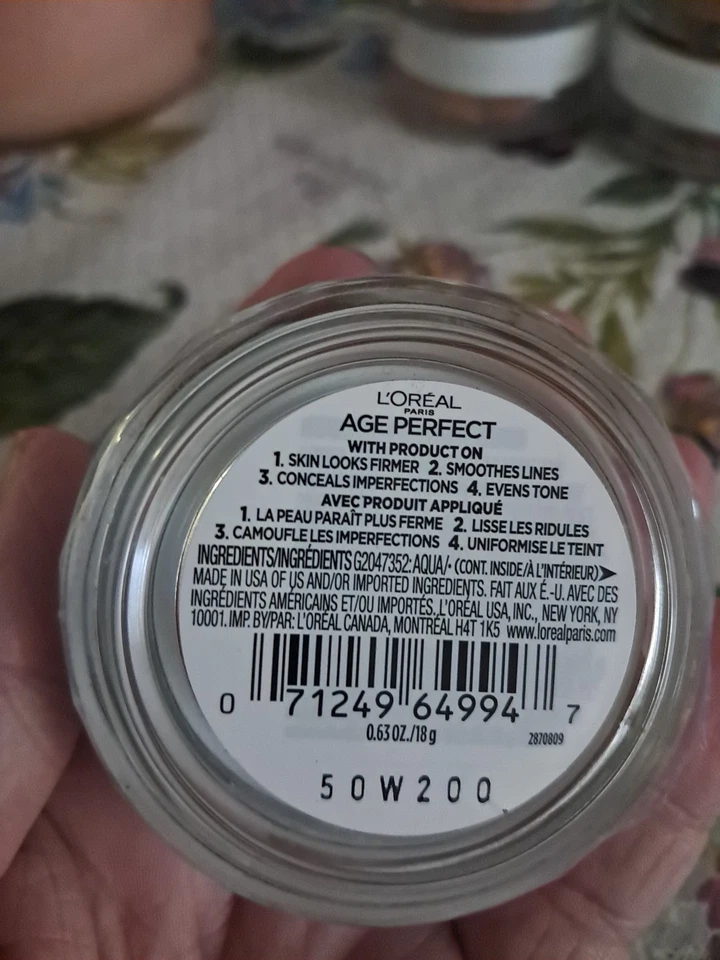 L'ORÉAL
PARIS
AGE PERFECT
WITH PRODUCT ON
1. SKIN LOOKS FIRMER 2. SMOOTHES LINES
3. CONCEALS IMPERFECTIONS 4. EVENS TONE
AVEC PRODUIT APPLIQUÉ
1. LA PEAU PARAÎT PLUS FERME 2. LISSE LES RIDULES
3. CAMOUFLE LES IMPERFECTIONS 4. UNIFORMISE LE TEINT
INGREDIENTS/INGRÉDIENTS G2047352: AQUA/· (CONT. INSIDE/À L'INTÉRIEUR)➤
MADE IN USA OF US AND/OR IMPORTED INGREDIENTS. FAIT AUX É.-U. AVEC DES
INGRÉDIENTS AMÉRICAINS ET/OU IMPORTÉS. L'ORÉAL USA, INC., NEW YORK, NY
10001. IMP. BY/PAR: L'ORÉAL CANADA, MONTRÉAL H4T 1K5 www.lorealparis.com
0 71249 64994 7
0.63 OZ./18 g 2870809
50W200